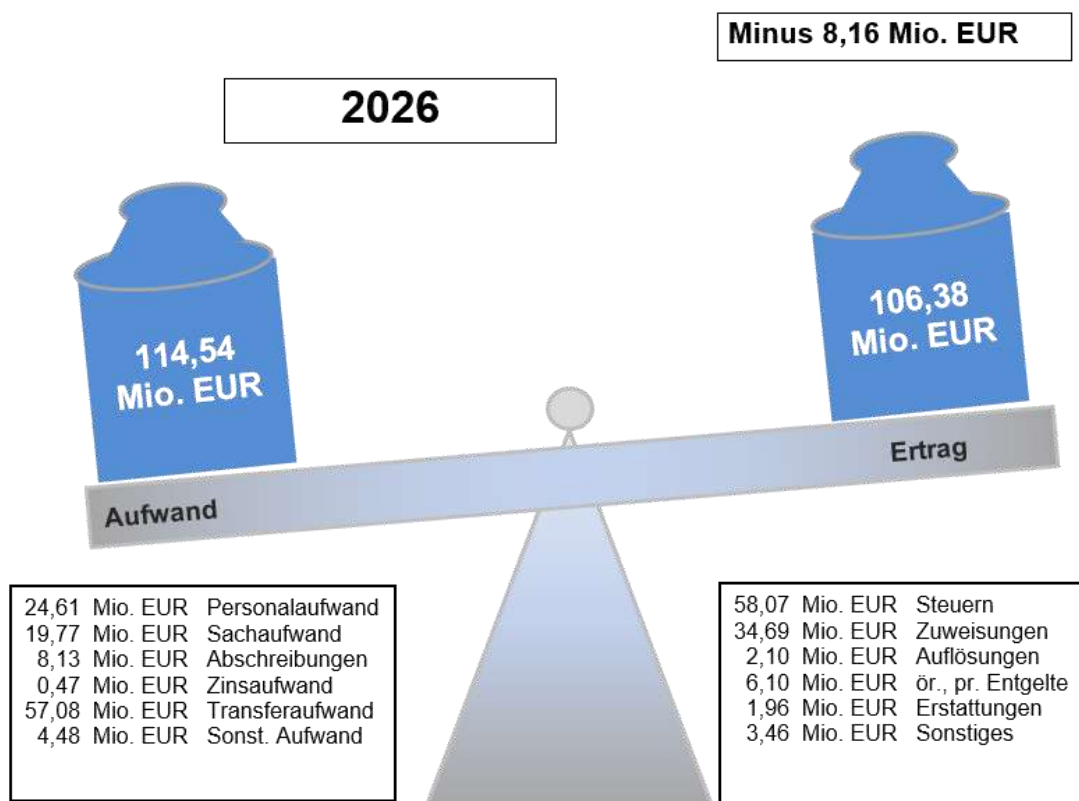 Minus 8,16 Mio. EUR
2026
114,54
Mio. EUR
106,38
Mio. EUR
Aufwand
Ertrag
24,61 Mio. EUR Personalaufwand
19,77 Mio. EUR Sachaufwand
8,13 Mio. EUR Abschreibungen
0,47 Mio. EUR Zinsaufwand
57,08 Mio. EUR Transferaufwand
4,48 Mio. EUR Sonst. Aufwand
58,07 Mio. EUR Steuern
34,69 Mio. EUR Zuweisungen
2,10 Mio. EUR Auflösungen
6,10 Mio. EUR ör., pr. Entgelte
1,96 Mio. EUR Erstattungen
3,46 Mio. EUR Sonstiges